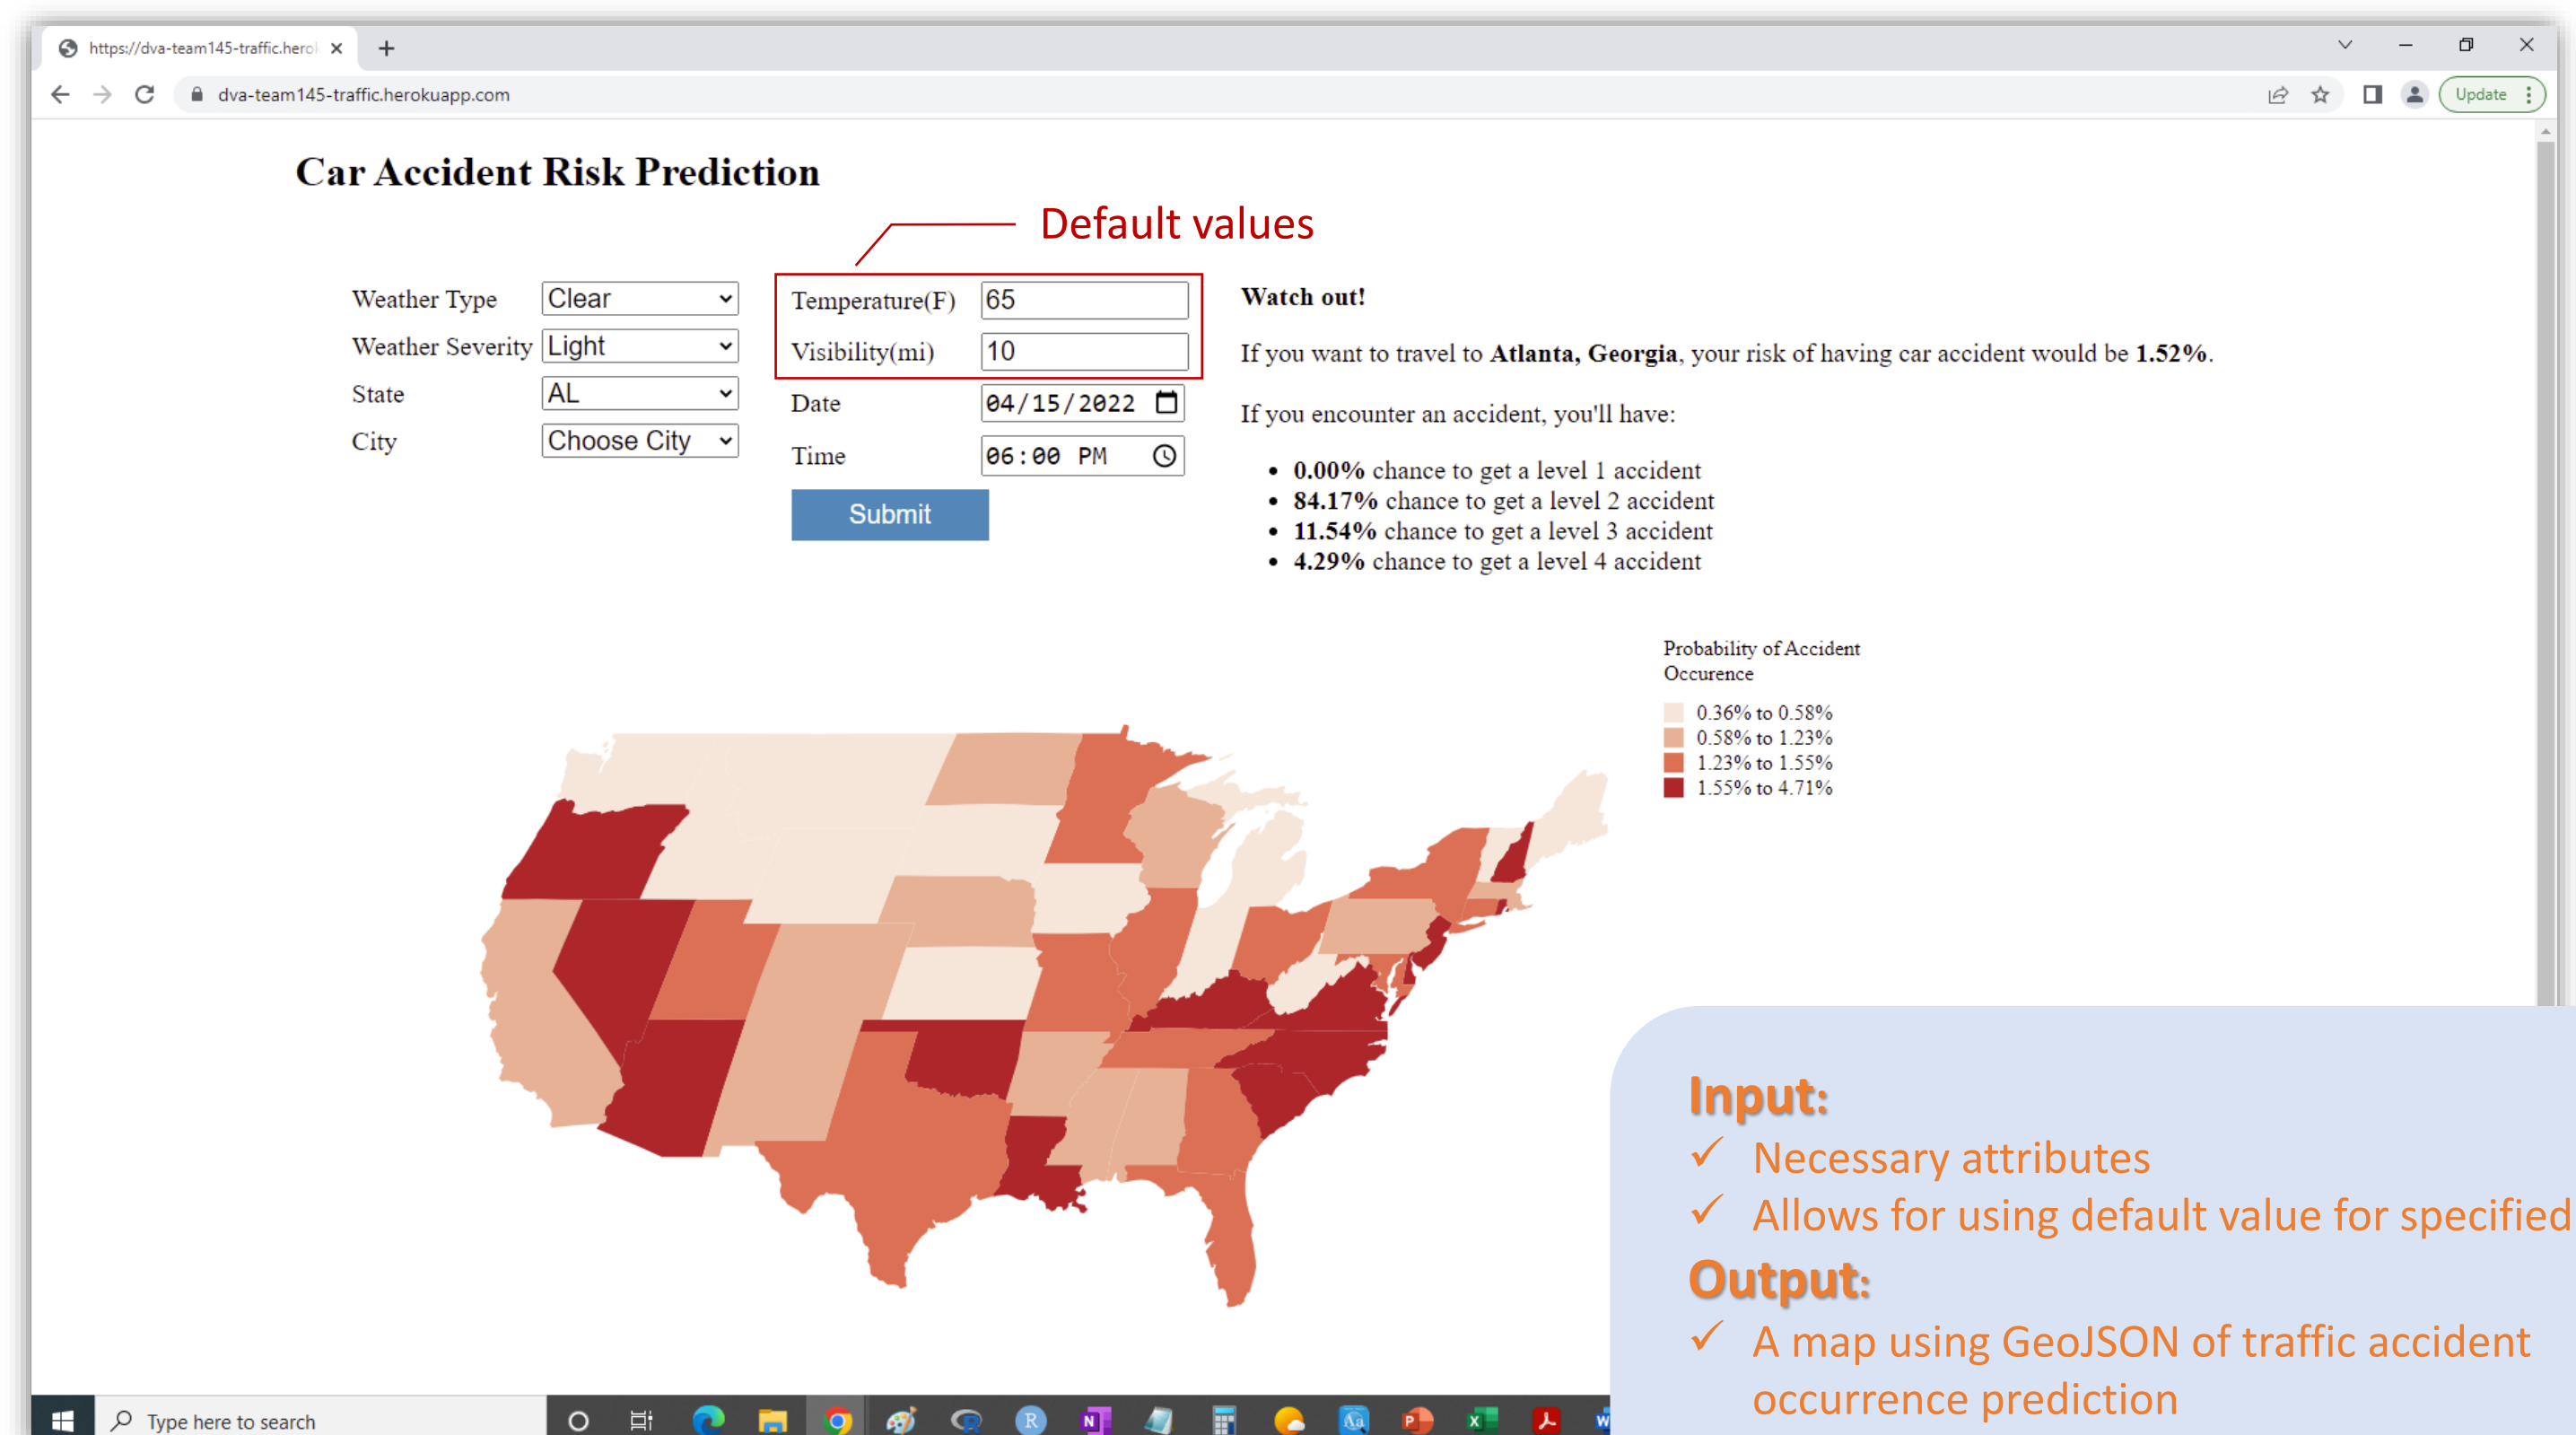 https://dva-team145-traffic.herok
dva-team145-traffic.herokuapp.com
Update
Car Accident Risk Prediction
Default values
Weather Type Clear
Weather Severity Light
State AL
City Choose City
Temperature(F) 65
Visibility(mi) 10
Date 04/15/2022
Time 06:00 PM
Submit
Watch out!
If you want to travel to Atlanta, Georgia, your risk of having car accident would be 1.52%.
If you encounter an accident, you'll have:
• 0.00% chance to get a level 1 accident
• 84.17% chance to get a level 2 accident
• 11.54% chance to get a level 3 accident
• 4.29% chance to get a level 4 accident
Probability of Accident
Occurence
0.36% to 0.58%
0.58% to 1.23%
1.23% to 1.55%
1.55% to 4.71%
Input:
✓ Necessary attributes
✓ Allows for using default value for specified
Output:
✓ A map using GeoJSON of traffic accident
occurrence prediction
Type here to search